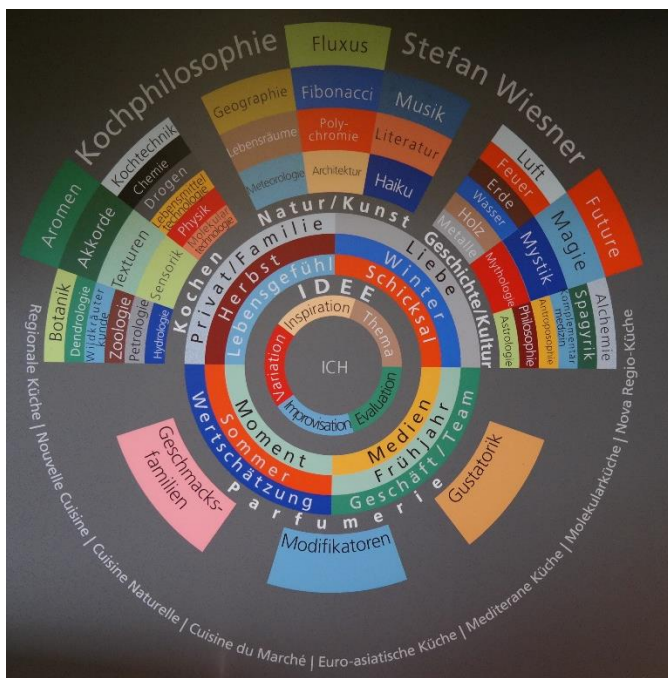 Kochphilosophie Stefan Wiesner
Fluxus
Geographie
Fibonacci
Musik
Lebensräume
Poly-
chromie
Literatur
Meteorologie
Architektur
Haiku
Natur/Kunst
Aromen
Akkorde
Texturen
Sensorik
Kochtechnik
Chemie
Drogen
Lebensmittel
technologie
Physik
Molekular
technologie
Botanik
Dendrologie
Wildkräuter
kunde
Zoologie
Petrologie
Hydrologie
Kochen
Luft
Feuer
Erde
Wasser
Holz
Metalle
Future
Magie
Mystik
Mythologie
Astrologie
Philosophie
Antroposophie
Komplementär
medizin
Spagyrik
Alchemie
Geschichte/Kultur
Privat/Familie
Herbst
Lebensgefühl
Liebe
Winter
Schicksal
IDEE
Inspiration
Thema
Variation
ICH
Improvisation
Evaluation
Moment
Sommer
Wertschätzung
Medien
Frühjahr
Geschäft/Team
Parfumerie
Geschmacks-
familien
Modifikatoren
Gustatorik
Regionale Küche | Nouvelle Cuisine | Cuisine Naturelle | Cuisine du Marché | Euro-asiatische Küche | Mediterane Küche | Molekularküche | Nova Regio-Küche